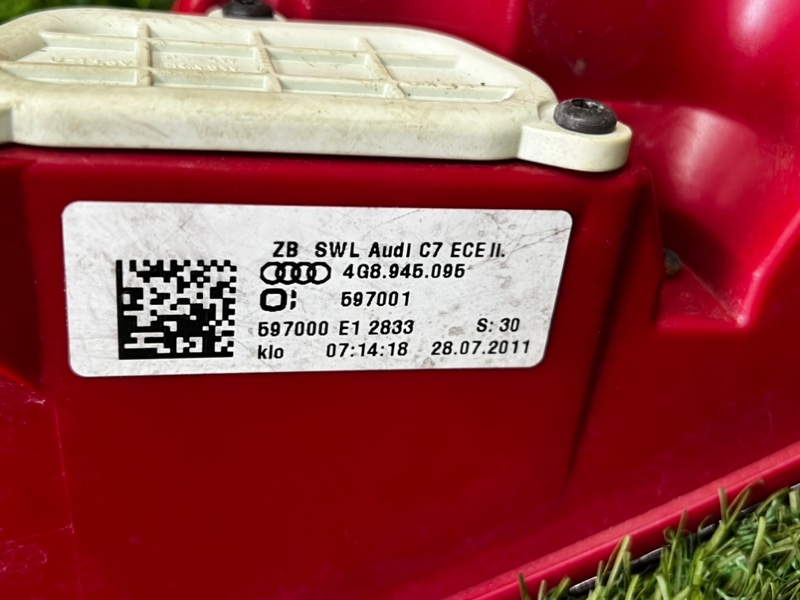 ZB SWL Audi C7 ECE li.
4G8.945.095
597001
597000 E1 2833 S: 30
klo 07:14:18 28.07.2011